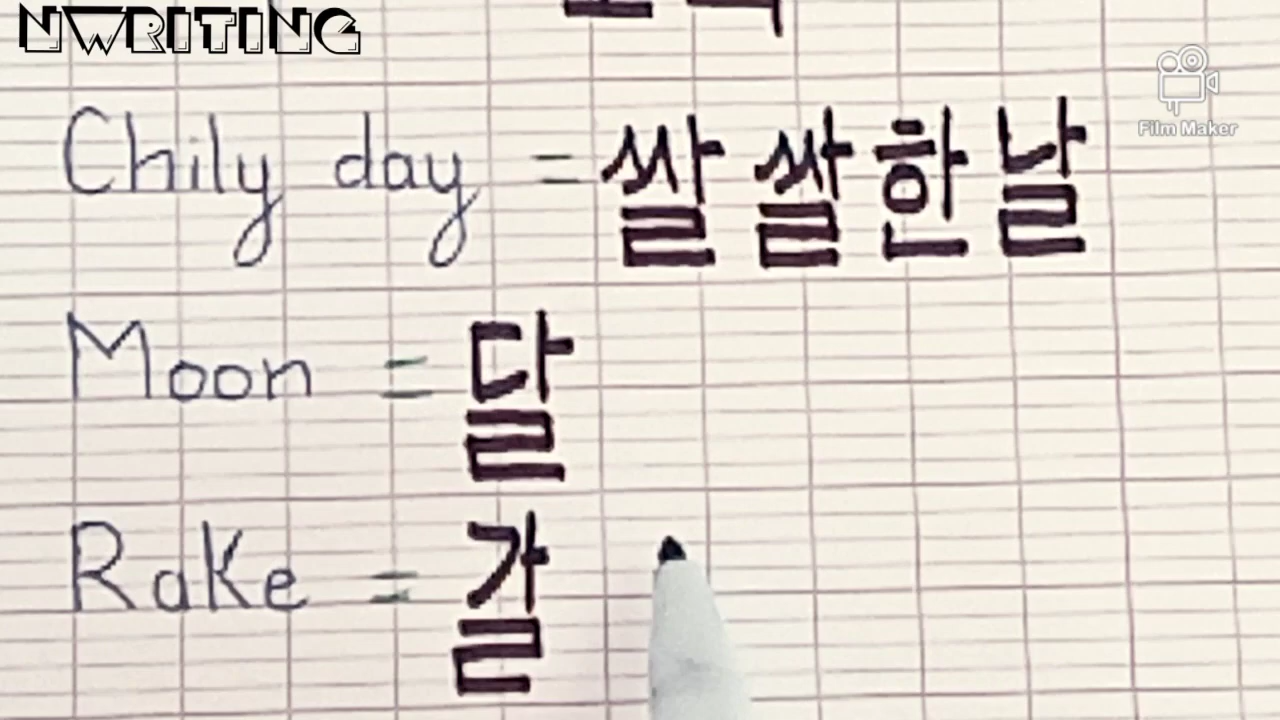 NWRITING
Film Maker
Chily day =쌀쌀한날
Moon = 달
Rake = 갈